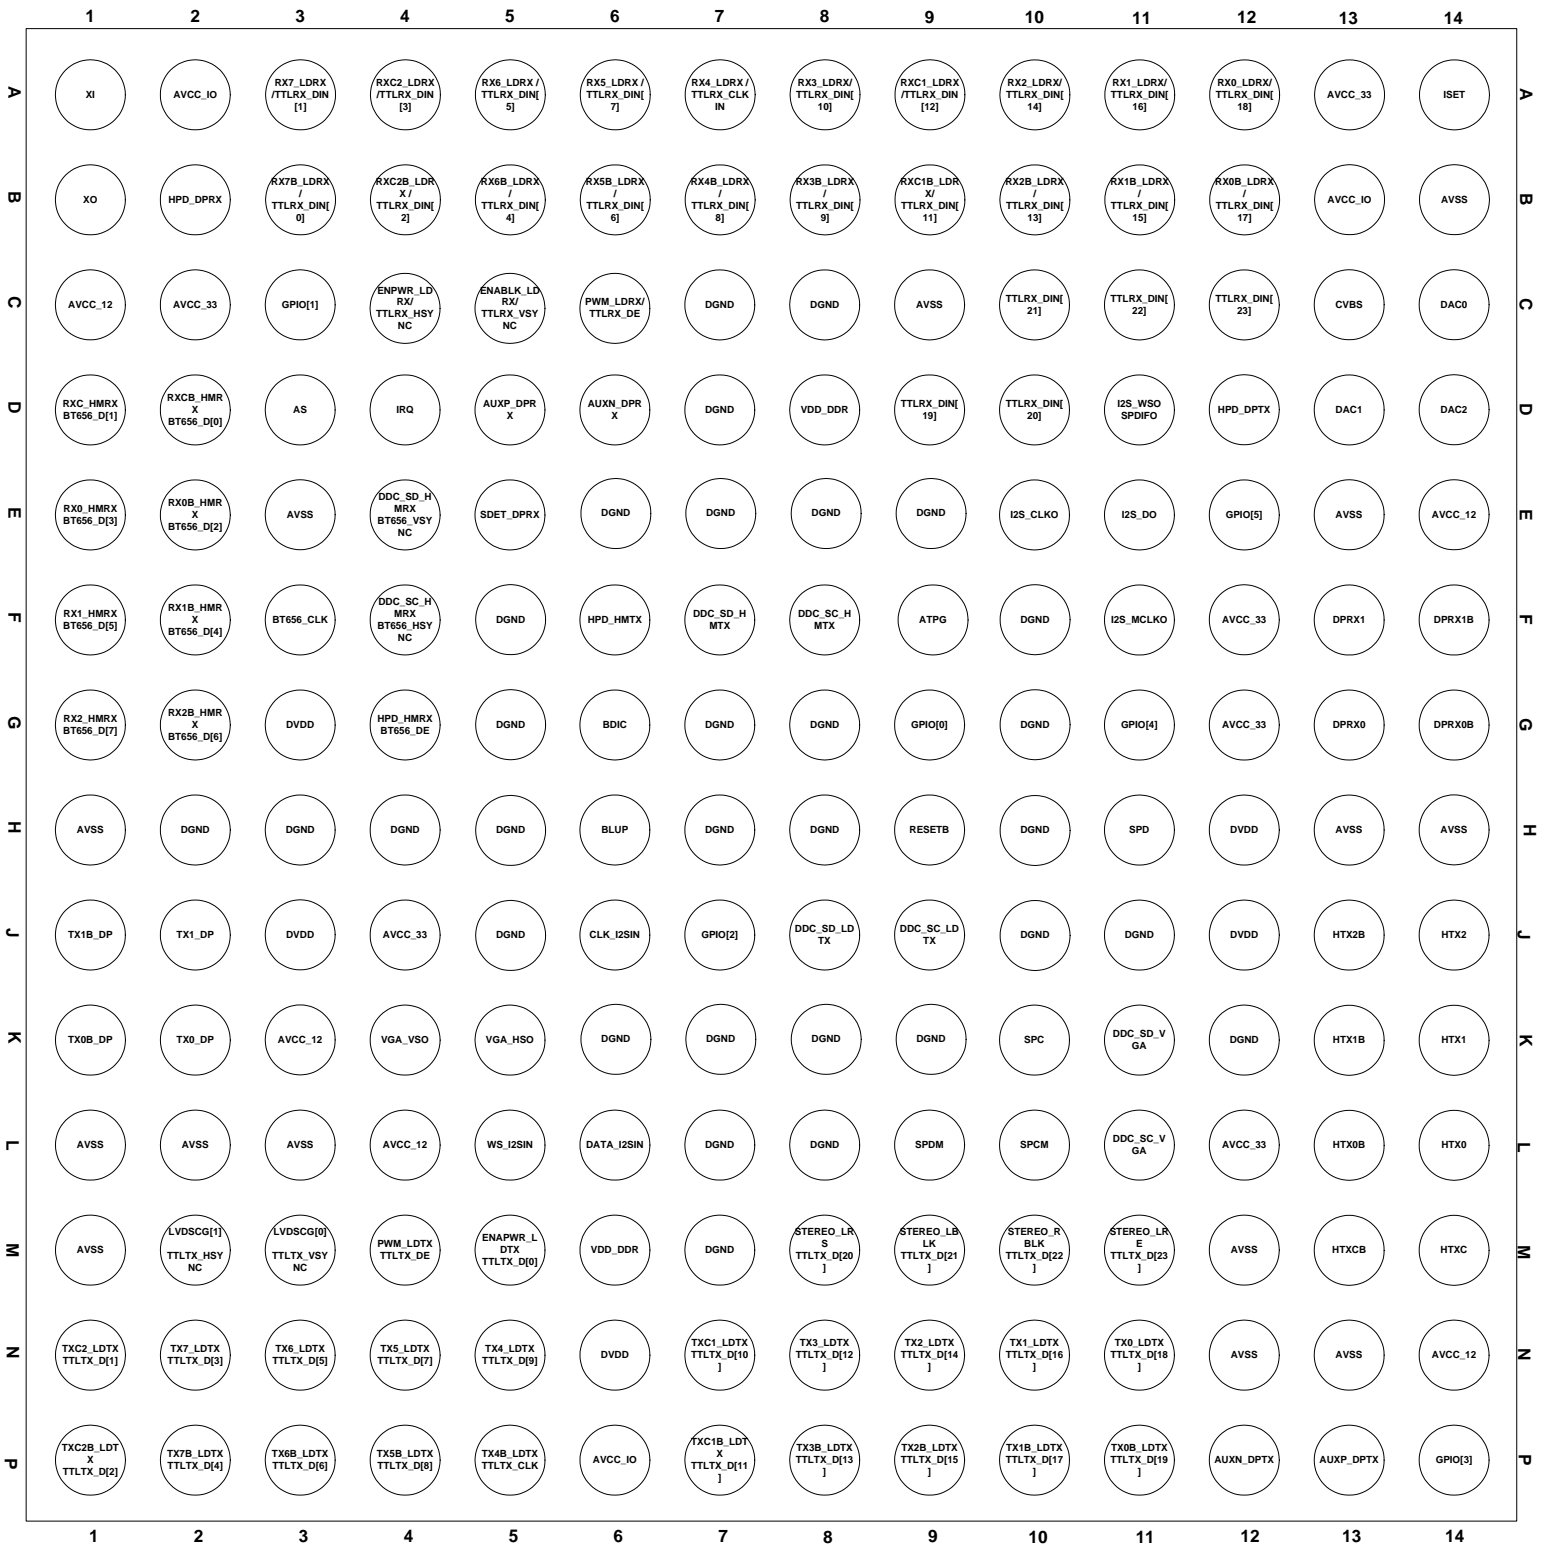 1 2 3 4 5 6 7 8 9 10 11 12 13 14
A
XI
AVCC_IO
RX7_LDRX
/TTLRX_DIN
[1]
RXC2_LDRX
/TTLRX_DIN
[3]
RX6_LDRX /
TTLRX_DIN[
5]
RX5_LDRX /
TTLRX_DIN[
7]
RX4_LDRX /
TTLRX_CLK
IN
RX3_LDRX/
TTLRX_DIN[
10]
RXC1_LDRX
/TTLRX_DIN
[12]
RX2_LDRX/
TTLRX_DIN[
14]
RX1_LDRX/
TTLRX_DIN[
16]
RX0_LDRX/
TTLRX_DIN[
18]
AVCC_33
ISET
A
B
XO
HPD_DPRX
RX7B_LDRX
/
TTLRX_DIN[
0]
RXC2B_LDR
X /
TTLRX_DIN[
2]
RX6B_LDRX
/
TTLRX_DIN[
4]
RX5B_LDRX
/
TTLRX_DIN[
6]
RX4B_LDRX
/
TTLRX_DIN[
8]
RX3B_LDRX
/
TTLRX_DIN[
9]
RXC1B_LDR
X/
TTLRX_DIN[
11]
RX2B_LDRX
/
TTLRX_DIN[
13]
RX1B_LDRX
/
TTLRX_DIN[
15]
RX0B_LDRX
/
TTLRX_DIN[
17]
AVCC_IO
AVSS
B
C
AVCC_12
AVCC_33
GPIO[1]
ENPWR_LD
RX/
TTLRX_HSY
NC
ENABLK_LD
RX/
TTLRX_VSY
NC
PWM_LDRX/
TTLRX_DE
DGND
DGND
AVSS
TTLRX_DIN[
21]
TTLRX_DIN[
22]
TTLRX_DIN[
23]
CVBS
DAC0
C
D
RXC_HMRX
BT656_D[1]
RXCB_HMR
X
BT656_D[0]
AS
IRQ
AUXP_DPR
X
AUXN_DPR
X
DGND
VDD_DDR
TTLRX_DIN[
19]
TTLRX_DIN[
20]
I2S_WSO
SPDIFO
HPD_DPTX
DAC1
DAC2
D
E
RX0_HMRX
BT656_D[3]
RX0B_HMR
X
BT656_D[2]
AVSS
DDC_SD_H
MRX
BT656_VSY
NC
SDET_DPRX
DGND
DGND
DGND
DGND
I2S_CLKO
I2S_DO
GPIO[5]
AVSS
AVCC_12
E
F
RX1_HMRX
BT656_D[5]
RX1B_HMR
X
BT656_D[4]
BT656_CLK
DDC_SC_H
MRX
BT656_HSY
NC
DGND
HPD_HMTX
DDC_SD_H
MTX
DDC_SC_H
MTX
ATPG
DGND
I2S_MCLKO
AVCC_33
DPRX1
DPRX1B
F
G
RX2_HMRX
BT656_D[7]
RX2B_HMR
X
BT656_D[6]
DVDD
HPD_HMRX
BT656_DE
DGND
BDIC
DGND
DGND
GPIO[0]
DGND
GPIO[4]
AVCC_33
DPRX0
DPRX0B
G
H
AVSS
DGND
DGND
DGND
DGND
BLUP
DGND
DGND
RESETB
DGND
SPD
DVDD
AVSS
AVSS
H
J
TX1B_DP
TX1_DP
DVDD
AVCC_33
DGND
CLK_I2SIN
GPIO[2]
DDC_SD_LD
TX
DDC_SC_LD
TX
DGND
DGND
DVDD
HTX2B
HTX2
J
K
TX0B_DP
TX0_DP
AVCC_12
VGA_VSO
VGA_HSO
DGND
DGND
DGND
DGND
SPC
DDC_SD_V
GA
DGND
HTX1B
HTX1
K
L
AVSS
AVSS
AVSS
AVCC_12
WS_I2SIN
DATA_I2SIN
DGND
DGND
SPDM
SPCM
DDC_SC_V
GA
AVCC_33
HTX0B
HTX0
L
M
AVSS
LVDSCG[1]
TTLTX_HSY
NC
LVDSCG[0]
TTLTX_VSY
NC
PWM_LDTX
TTLTX_DE
ENAPWR_L
DTX
TTLTX_D[0]
VDD_DDR
DGND
STEREO_LR
S
TTLTX_D[20
]
STEREO_LB
LK
TTLTX_D[21
]
STEREO_R
BLK
TTLTX_D[22
]
STEREO_LR
E
TTLTX_D[23
]
AVSS
HTXCB
HTXC
M
N
TXC2_LDTX
TTLTX_D[1]
TX7_LDTX
TTLTX_D[3]
TX6_LDTX
TTLTX_D[5]
TX5_LDTX
TTLTX_D[7]
TX4_LDTX
TTLTX_D[9]
DVDD
TXC1_LDTX
TTLTX_D[10
]
TX3_LDTX
TTLTX_D[12
]
TX2_LDTX
TTLTX_D[14
]
TX1_LDTX
TTLTX_D[16
]
TX0_LDTX
TTLTX_D[18
]
AVSS
AVSS
AVCC_12
N
P
TXC2B_LDT
X
TTLTX_D[2]
TX7B_LDTX
TTLTX_D[4]
TX6B_LDTX
TTLTX_D[6]
TX5B_LDTX
TTLTX_D[8]
TX4B_LDTX
TTLTX_CLK
AVCC_IO
TXC1B_LDT
X
TTLTX_D[11
]
TX3B_LDTX
TTLTX_D[13
]
TX2B_LDTX
TTLTX_D[15
]
TX1B_LDTX
TTLTX_D[17
]
TX0B_LDTX
TTLTX_D[19
]
AUXN_DPTX
AUXP_DPTX
GPIO[3]
P
1 2 3 4 5 6 7 8 9 10 11 12 13 14